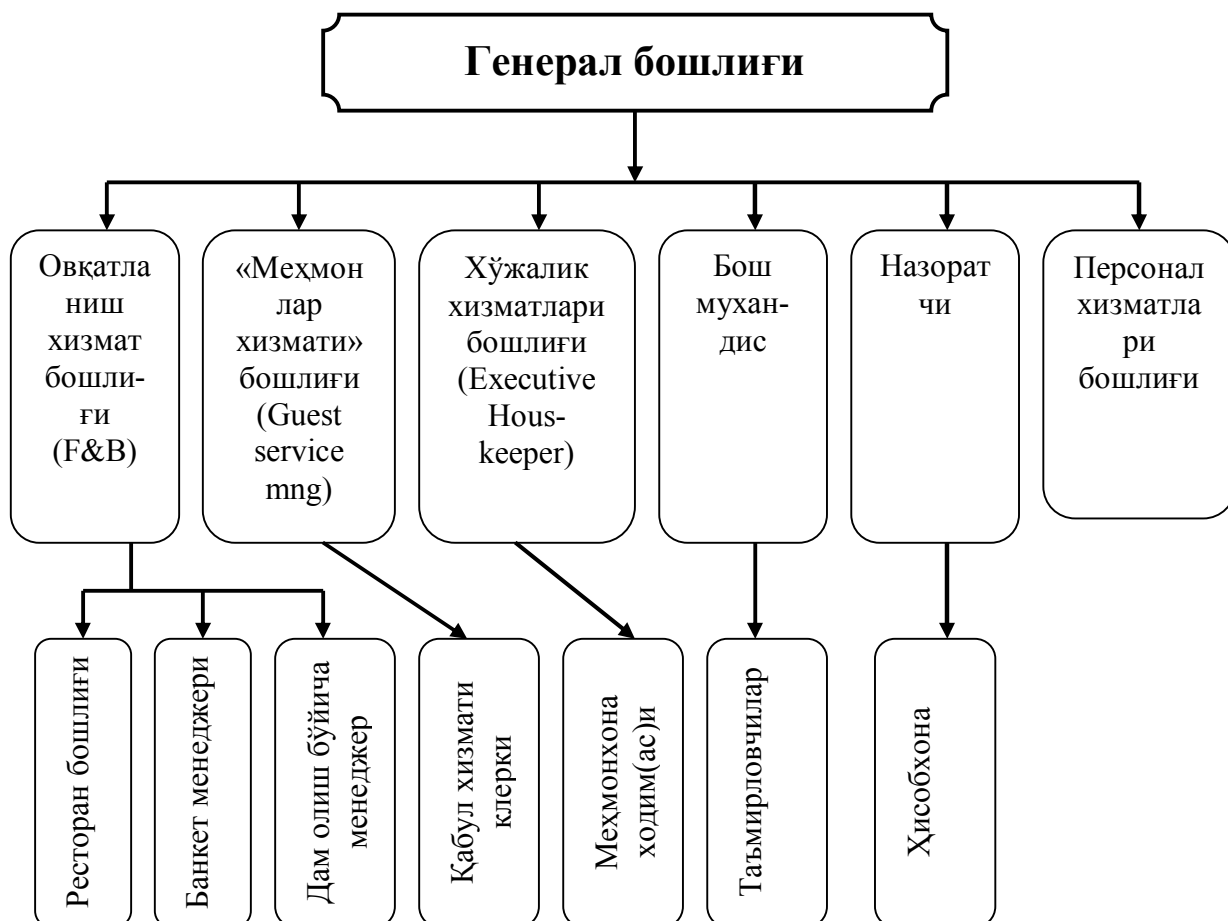 Генерал бошлиғи
Овқатла
ниш
хизмат
бошли-
ғи
(F&B)
«Меҳмон
лар
хизмати»
бошлиғи
(Guest
service
mng)
Хўжалик
хизматлари
бошлиғи
(Executive
Hous-
keeper)
Бош
мухан-
дис
Назорат
чи
Персонал
хизматла
ри
бошлиғи
Ресторан бошлиғи
Банкет менеджери
Дам олиш бўйича
менеджер
Қабул хизмати
клерки
Меҳмонхона
ходим(ас)и
Таъмирловчилар
Ҳисобхона